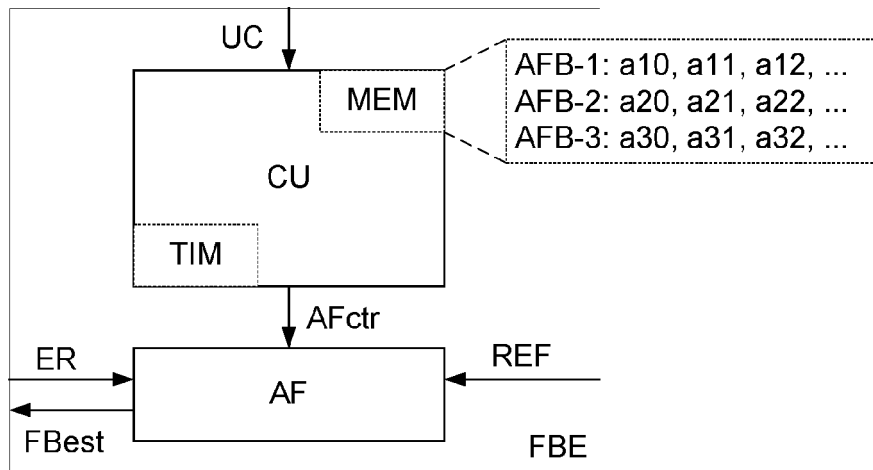 UC
MEM
AFB-1: a10, a11, a12, ...
AFB-2: a20, a21, a22, ...
AFB-3: a30, a31, a32, ...
CU
TIM
AFctr
ER
REF
AF
FBest
FBE